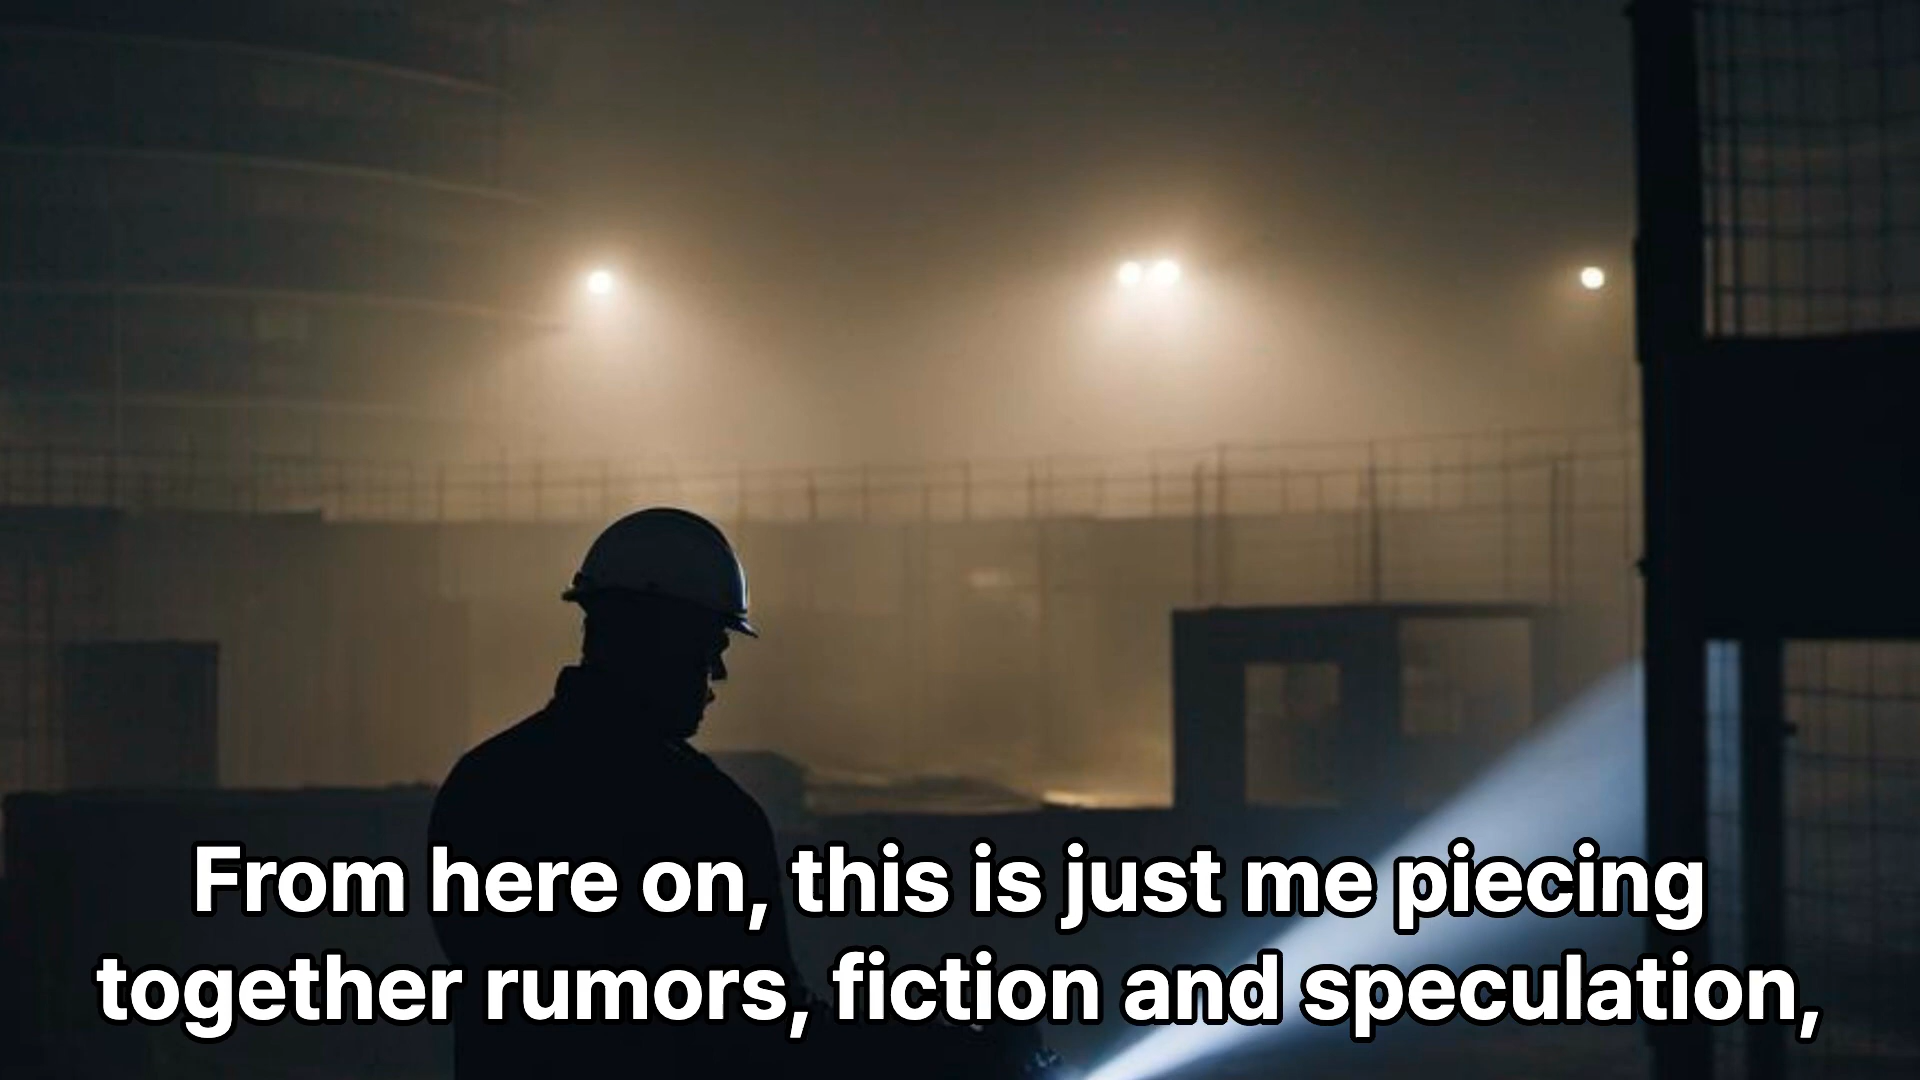 From here on, this is just me piecing
together rumors, fiction and speculation,